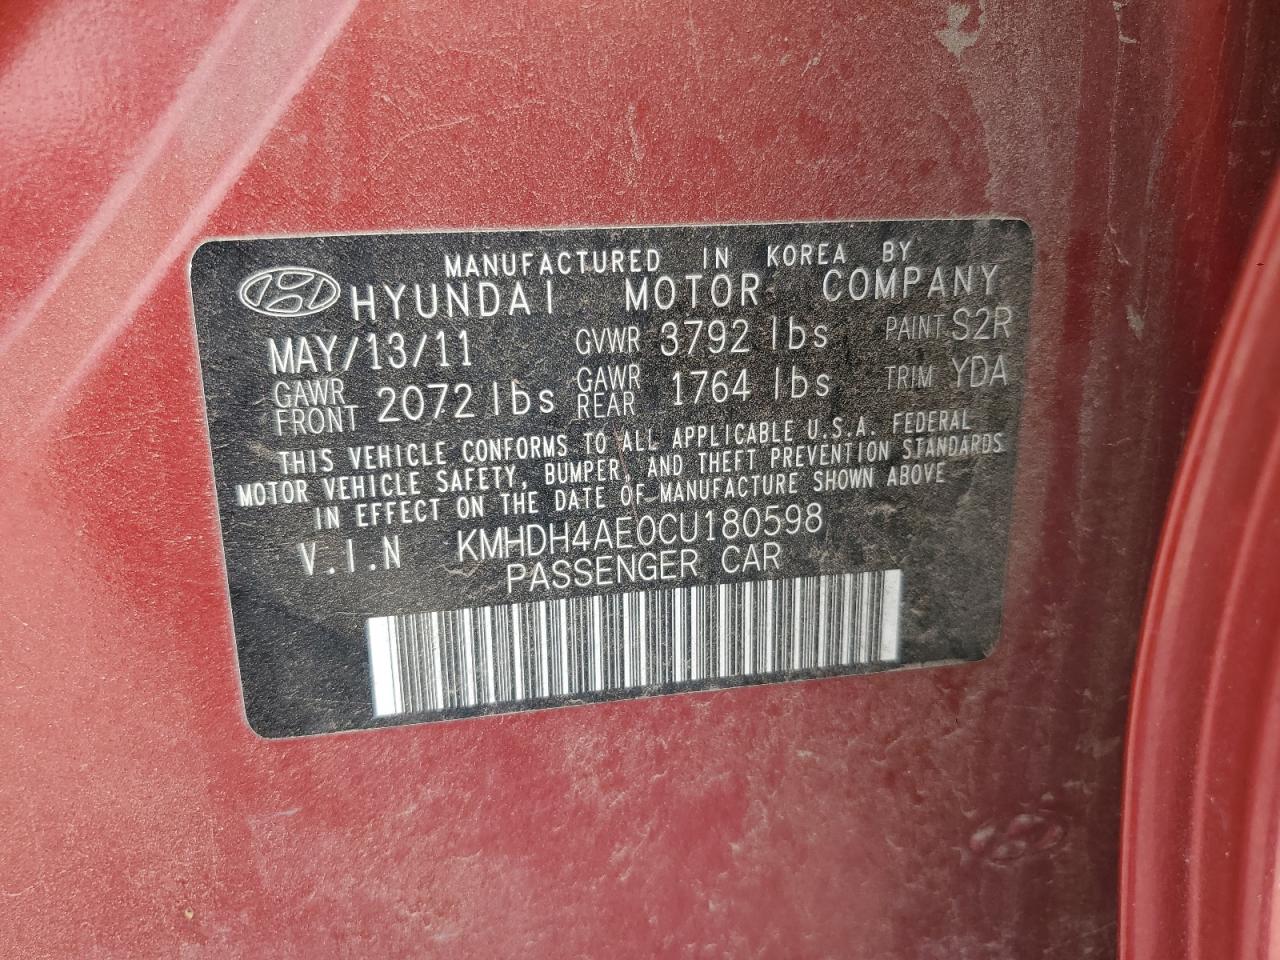 MANUFACTURED IN KOREA BY
HYUNDAI MOTOR COMPANY
MAY/13/11 GVWR 3792 lbs PAINT S2R
GAWR FRONT 2072 lbs GAWR REAR 1764 lbs TRIM YDA
THIS VEHICLE CONFORMS TO ALL APPLICABLE U.S.A. FEDERAL
MOTOR VEHICLE SAFETY, BUMPER, AND THEFT PREVENTION STANDARDS
IN EFFECT ON THE DATE OF MANUFACTURE SHOWN ABOVE
V.I.N KMHDH4AE0CU180598
PASSENGER CAR